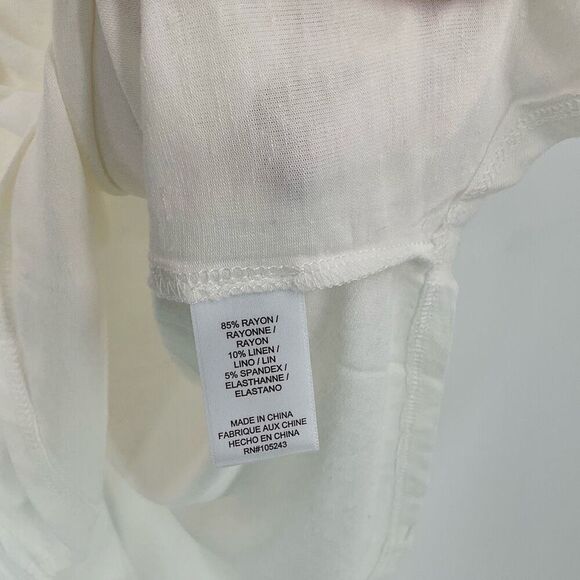 85% RAYON /
RAYONNE /
RAYON
10% LINEN /
LINO / LIN
5% SPANDEX /
ELASTHANNE /
ELASTANO
MADE IN CHINA
FABRIQUE AUX CHINE
HECHO EN CHINA
RN#105243